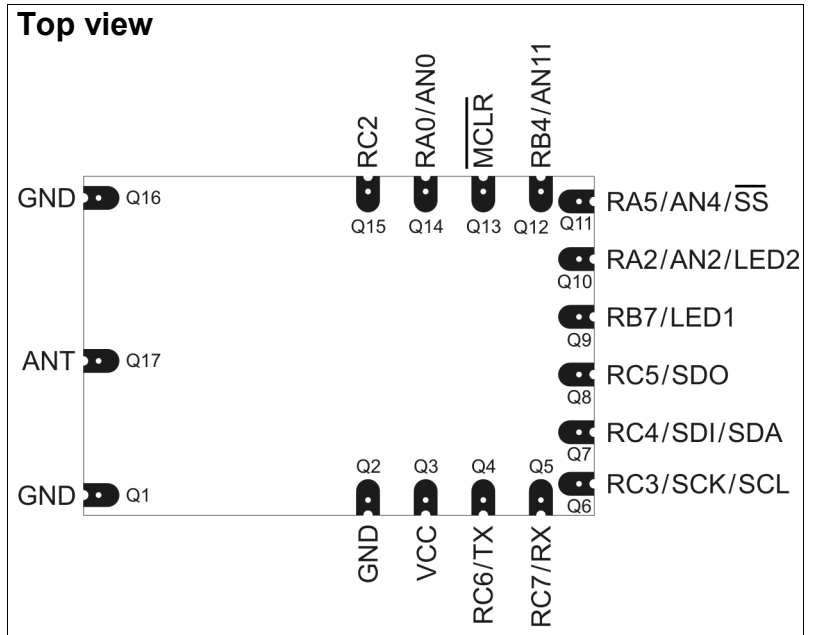 Top view
RC2
RA0/AN0
MCLR
RB4/AN11
GND
Q16
Q15
Q14
Q13
Q12
Q11
RA5/AN4/SS
Q10
RA2/AN2/LED2
Q9
RB7/LED1
ANT
Q17
Q8
RC5/SDO
Q7
RC4/SDI/SDA
GND
Q1
Q2
Q3
Q4
Q5
Q6
RC3/SCK/SCL
GND
VCC
RC6/TX
RC7/RX